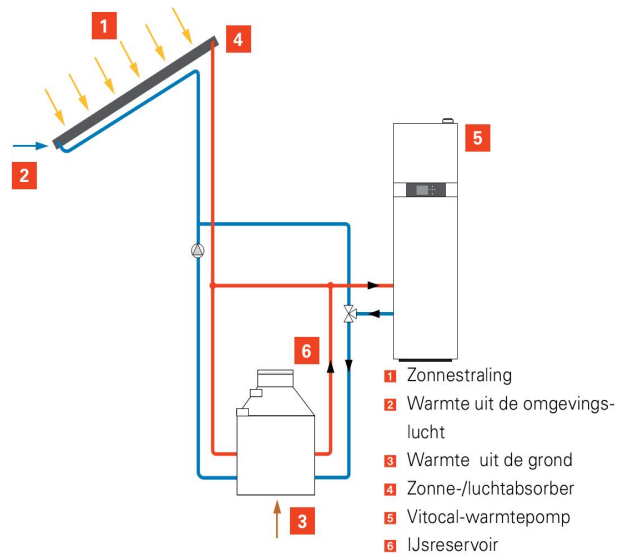 1
4
2
5
6
3
1 Zonnestraling
2 Warmte uit de omgevings-
lucht
3 Warmte uit de grond
4 Zonne-/luchtabsorber
5 Vitocal-warmtepomp
6 IJsreservoir